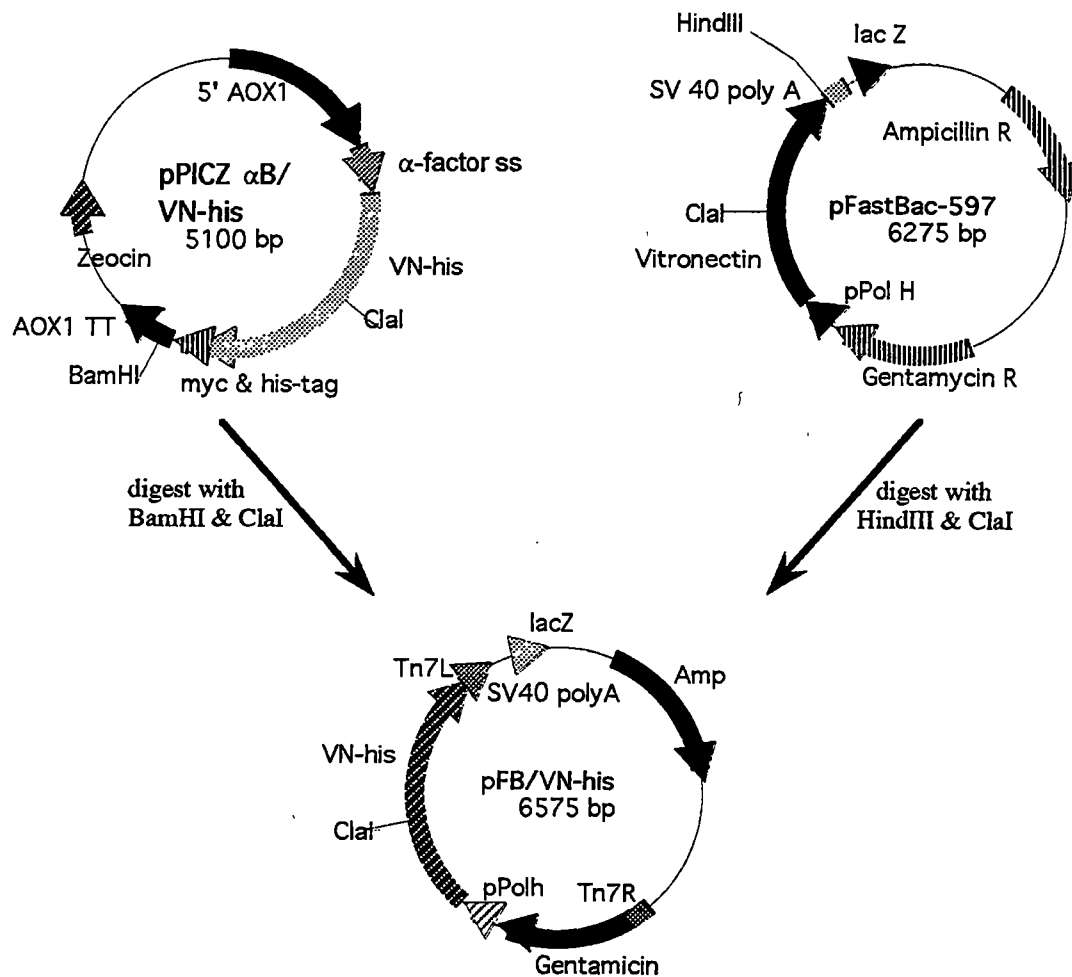 5' AOX1
α-factor ss
pPICZ αB/
VN-his
5100 bp
VN-his
ClaI
Zeocin
AOX1 TT
BamHI
myc & his-tag
HindIII
lac Z
SV 40 poly A
Ampicillin R
pFastBac-597
6275 bp
ClaI
Vitronectin
pPol H
Gentamycin R
digest with
BamHI & ClaI
digest with
HindIII & ClaI
lacZ
Tn7L
SV40 polyA
Amp
VN-his
pFB/VN-his
6575 bp
ClaI
pPolh
Tn7R
Gentamicin